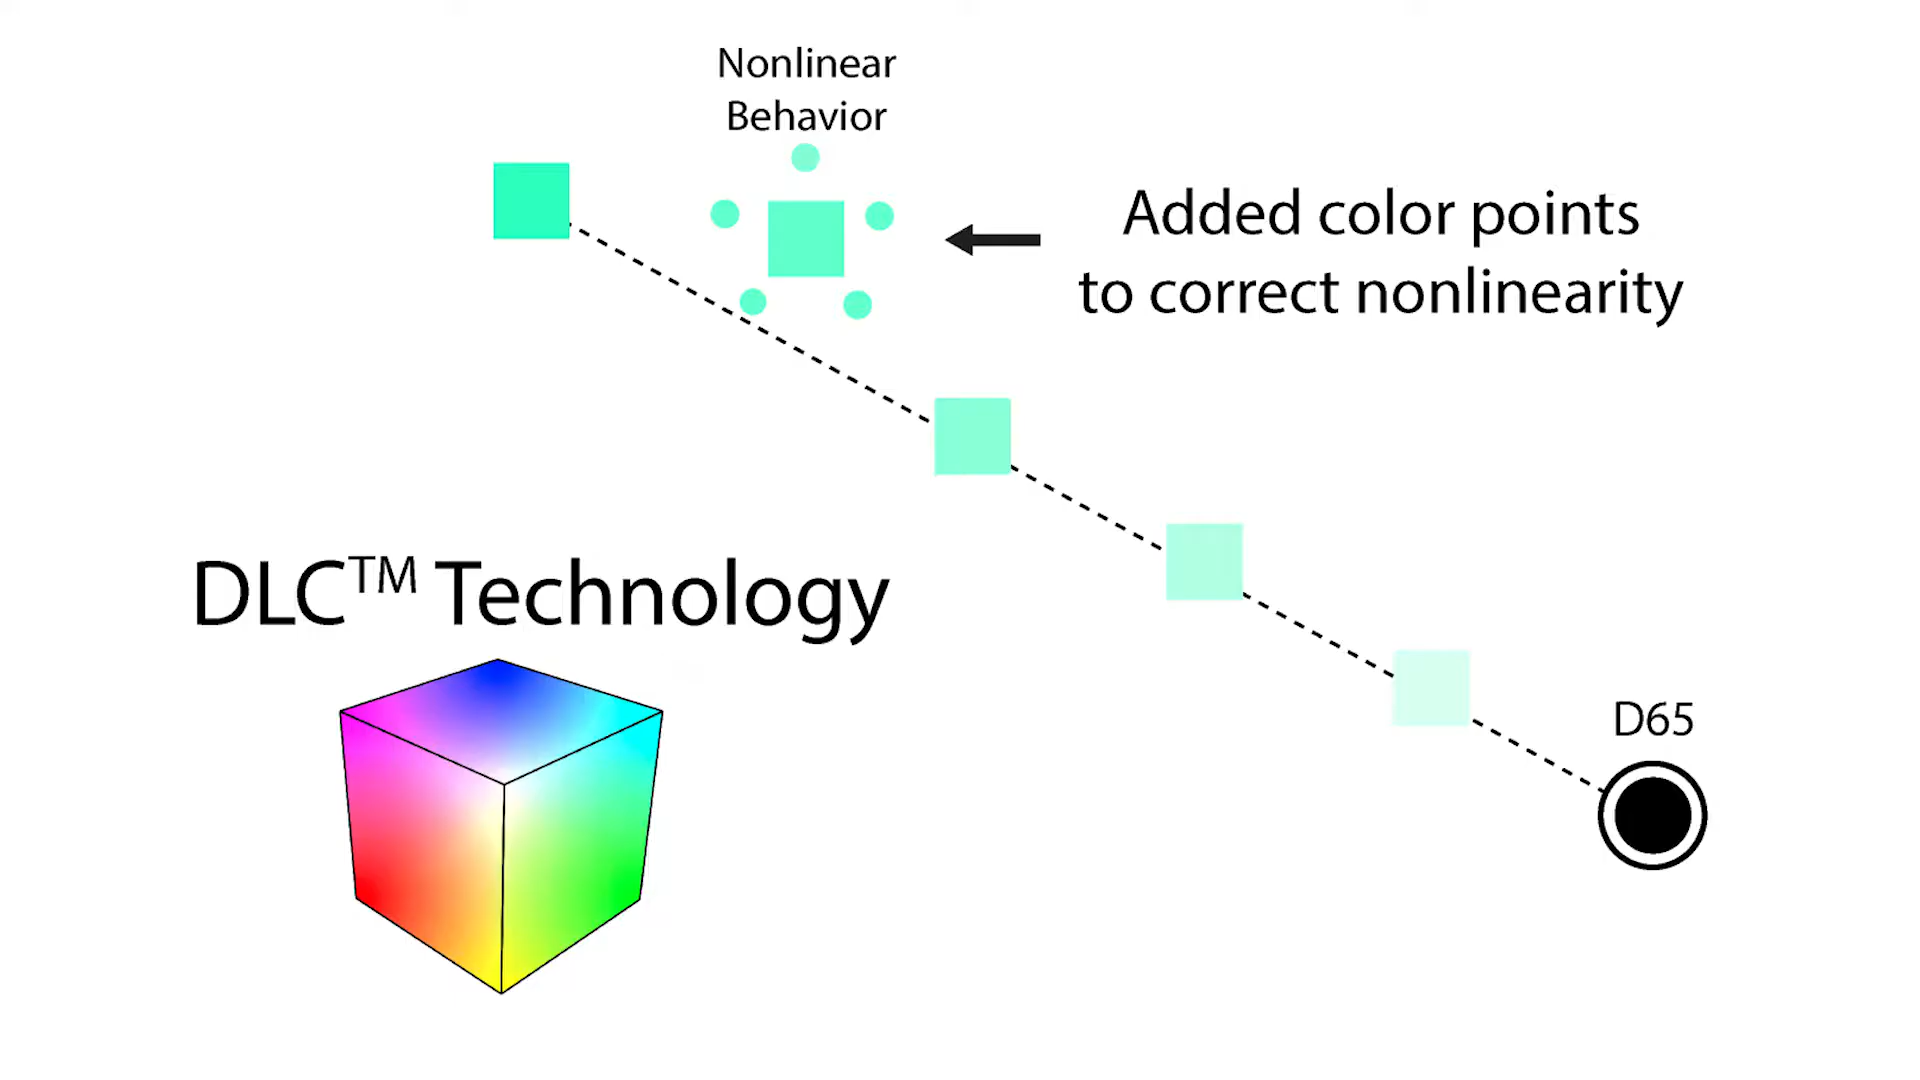 Nonlinear
Behavior
Added color points
to correct nonlinearity
DLC™ Technology
D65